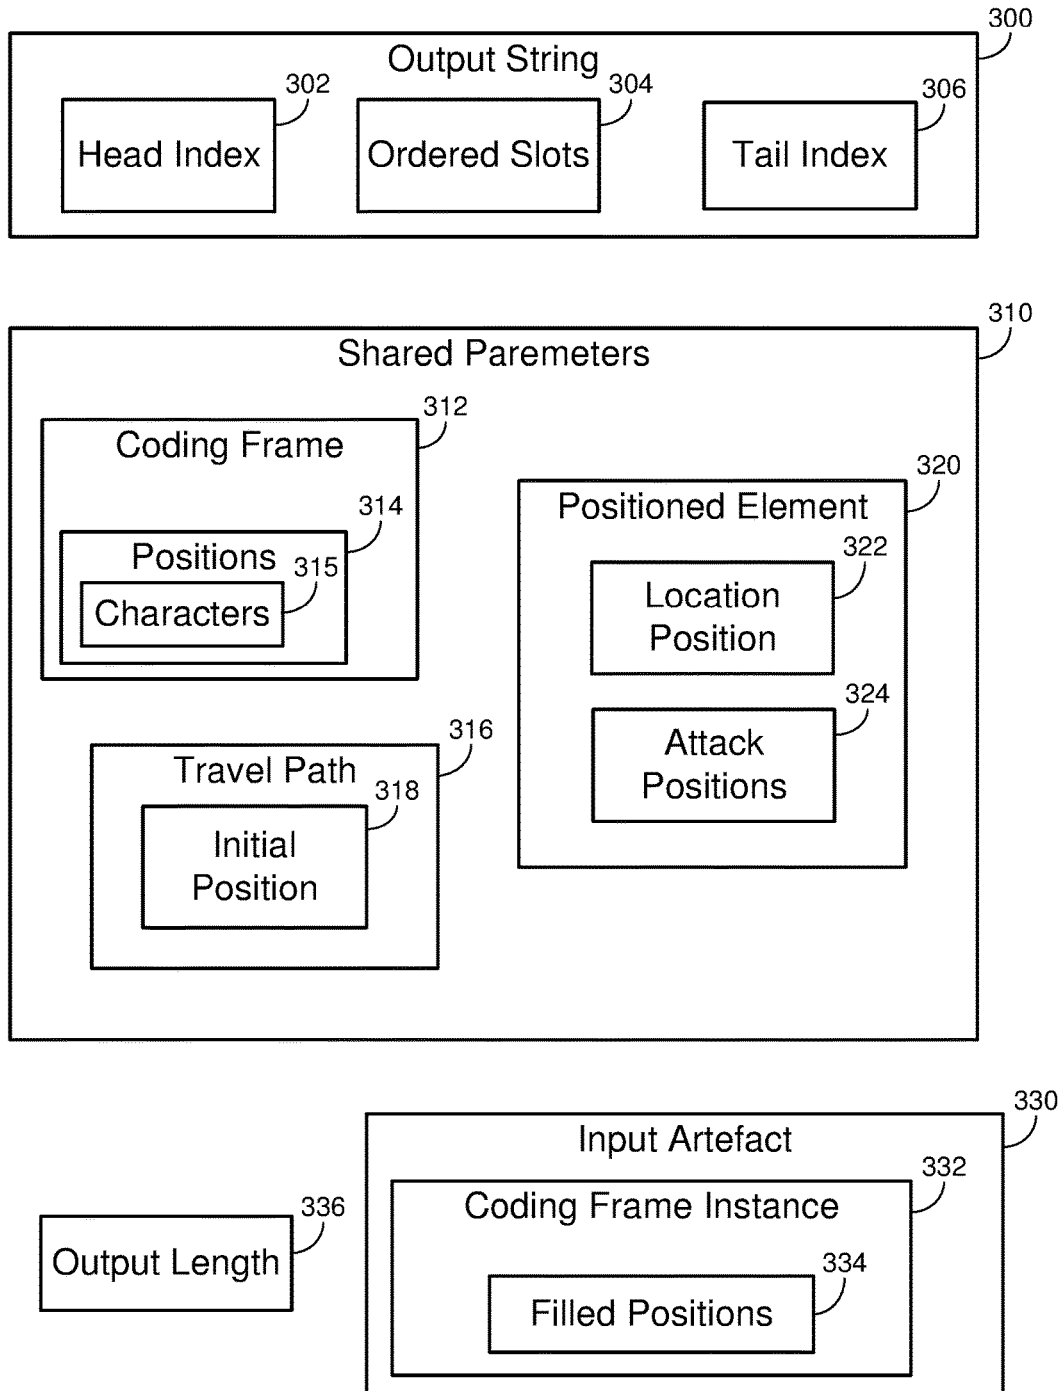 300
Output String
302
304
306
Head Index
Ordered Slots
Tail Index
310
Shared Paremeters
312
Coding Frame
320
Positioned Element
314
Positions
315
Characters
322
Location
Position
324
Attack
Positions
316
Travel Path
318
Initial
Position
330
Input Artefact
332
Coding Frame Instance
336
Output Length
334
Filled Positions